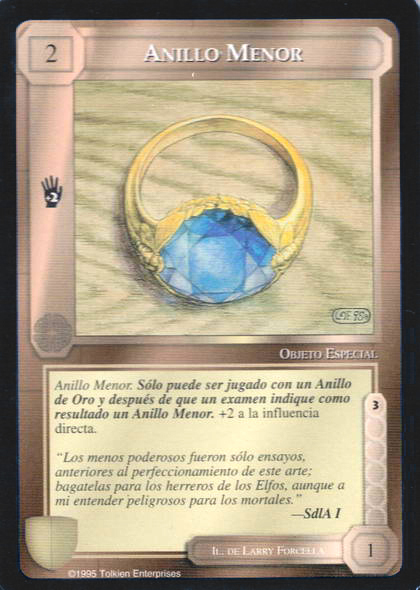 2
ANILLO MENOR
+2
OBJETO ESPECIAL
Anillo Menor. Sólo puede ser jugado con un Anillo
de Oro y después de que un examen indique como
resultado un Anillo Menor. +2 a la influencia
directa.
3
“Los menos poderosos fueron sólo ensayos,
anteriores al perfeccionamiento de este arte;
bagatelas para los herreros de los Elfos, aunque a
mi entender peligrosos para los mortales.”
—SdlA I
IL. DE LARRY FORCELLA
1
©1995 Tolkien Enterprises